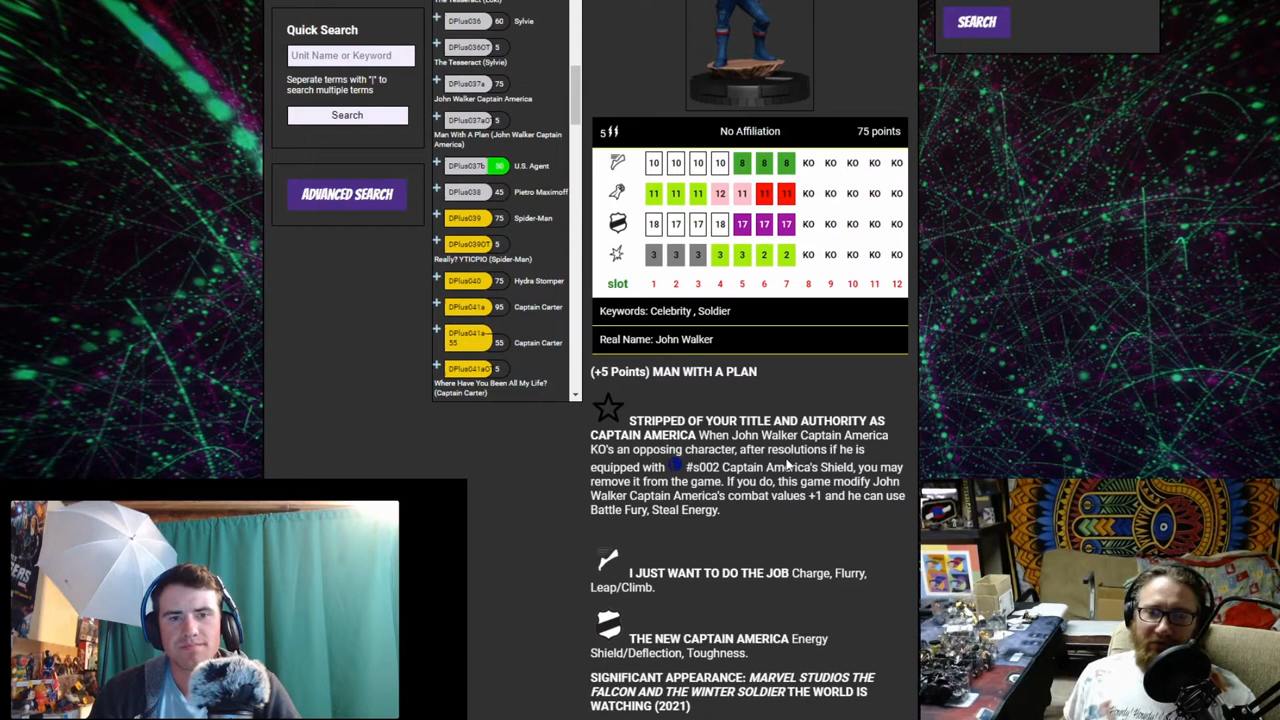 Quick Search
Unit Name or Keyword
Seperate terms with "|" to
search multiple terms
Search
ADVANCED SEARCH
DPlus036 60 Sylvie
DPlus036OT 5
The Tesseract (Sylvie)
DPlus037a 75
John Walker Captain America
DPlus037aO 5
Man With A Plan (John Walker Captain
America)
DPlus037b U.S. Agent
DPlus038 45 Pietro Maximoff
DPlus039 75 Spider-Man
DPlus039OT 5
Really? YTICPIO (Spider-Man)
DPlus040 75 Hydra Stomper
DPlus041a 95 Captain Carter
DPlus041a-
55 55 Captain Carter
DPlus041aO 5
Where Have You Been All My Life?
(Captain Carter)
SEARCH
5 No Affiliation 75 points
10 10 10 10 8 8 8 KO KO KO KO KO
11 11 11 12 11 11 11 KO KO KO KO KO
18 17 17 18 17 17 17 KO KO KO KO KO
3 3 3 3 3 2 2 KO KO KO KO KO
slot 1 2 3 4 5 6 7 8 9 10 11 12
Keywords: Celebrity , Soldier
Real Name: John Walker
(+5 Points) MAN WITH A PLAN
STRIPPED OF YOUR TITLE AND AUTHORITY AS
CAPTAIN AMERICA When John Walker Captain America
KO's an opposing character, after resolutions if he is
equipped with #s002 Captain America's Shield, you may
remove it from the game. If you do, this game modify John
Walker Captain America's combat values +1 and he can use
Battle Fury, Steal Energy.
I JUST WANT TO DO THE JOB Charge, Flurry,
Leap/Climb.
THE NEW CAPTAIN AMERICA Energy
Shield/Deflection, Toughness.
SIGNIFICANT APPEARANCE: MARVEL STUDIOS THE
FALCON AND THE WINTER SOLDIER THE WORLD IS
WATCHING (2021)